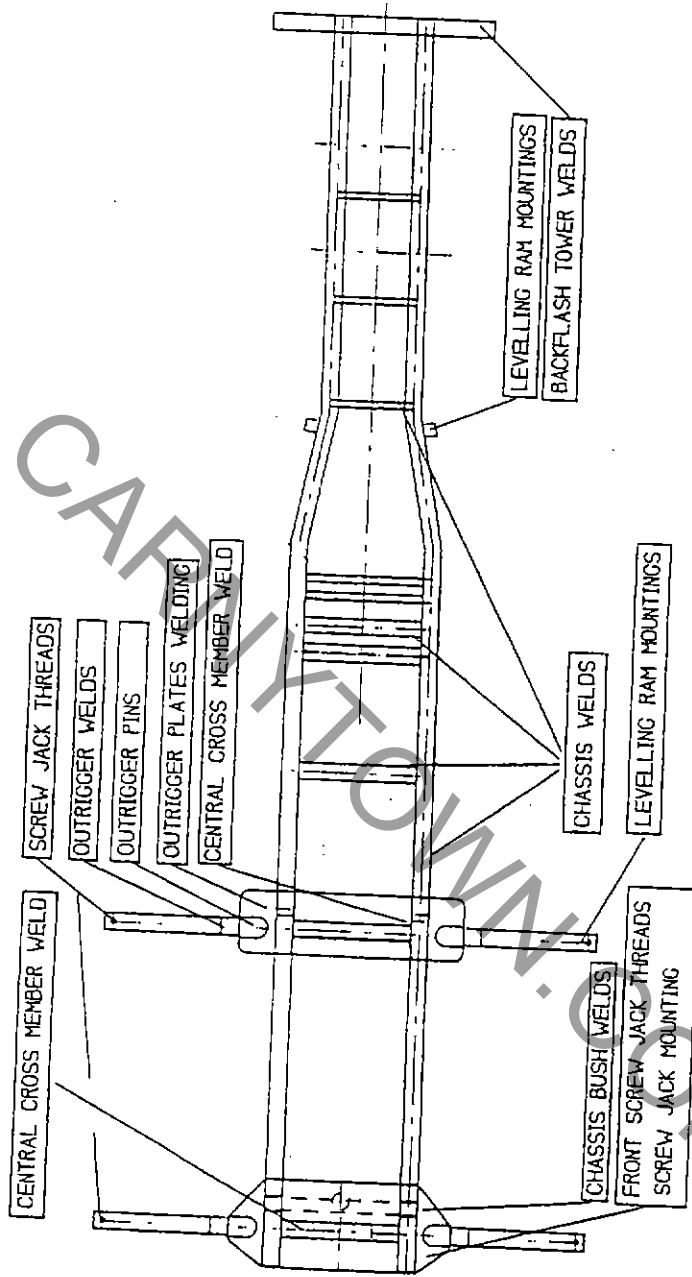 CENTRAL CROSS MEMBER WELD
SCREW JACK THREADS
OUTRIGGER WELDS
OUTRIGGER PINS
OUTRIGGER PLATES WELDING
CENTRAL CROSS MEMBER WELD
CHASSIS BUSH WELDS
FRONT SCREW JACK THREADS
SCREW JACK MOUNTING
LEVELLING RAM MOUNTINGS
CHASSIS WELDS
LEVELLING RAM MOUNTINGS
BACKFLASH TOWER WELDS
CARNYTOWN.CO